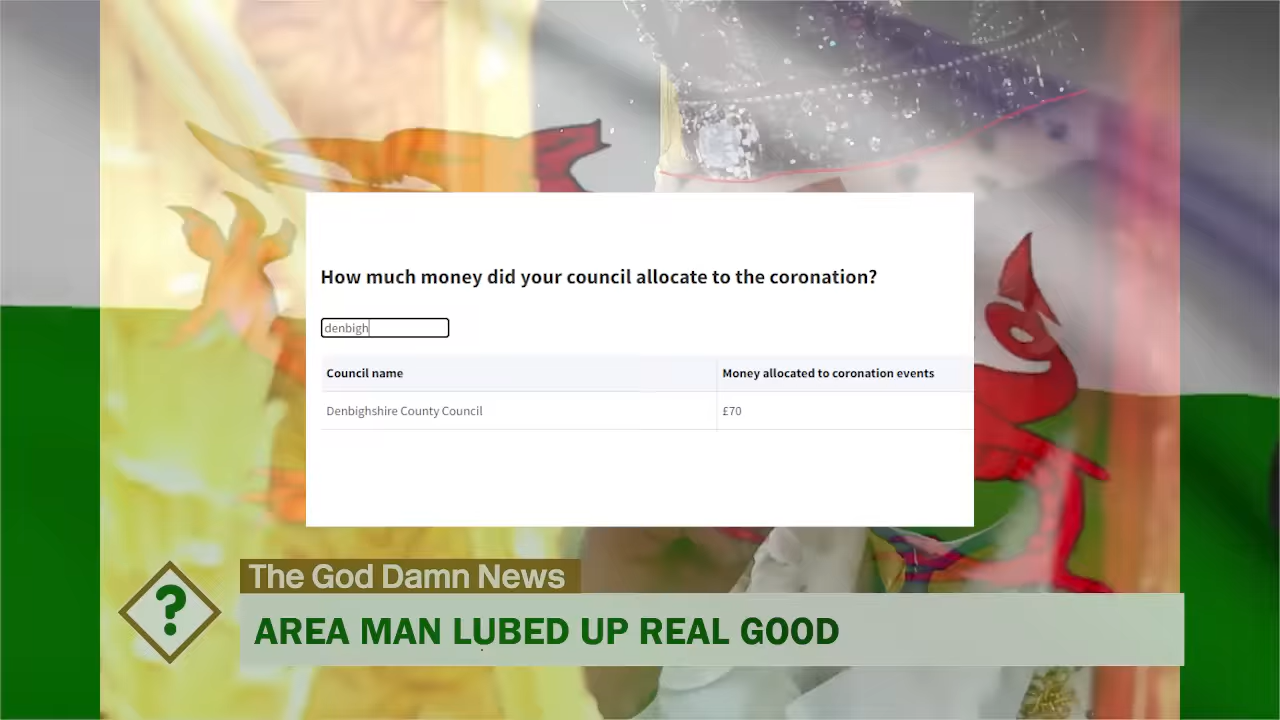 How much money did your council allocate to the coronation?
denbigh
Council name Money allocated to coronation events
Denbighshire County Council £70
?
The God Damn News
AREA MAN LUBED UP REAL GOOD